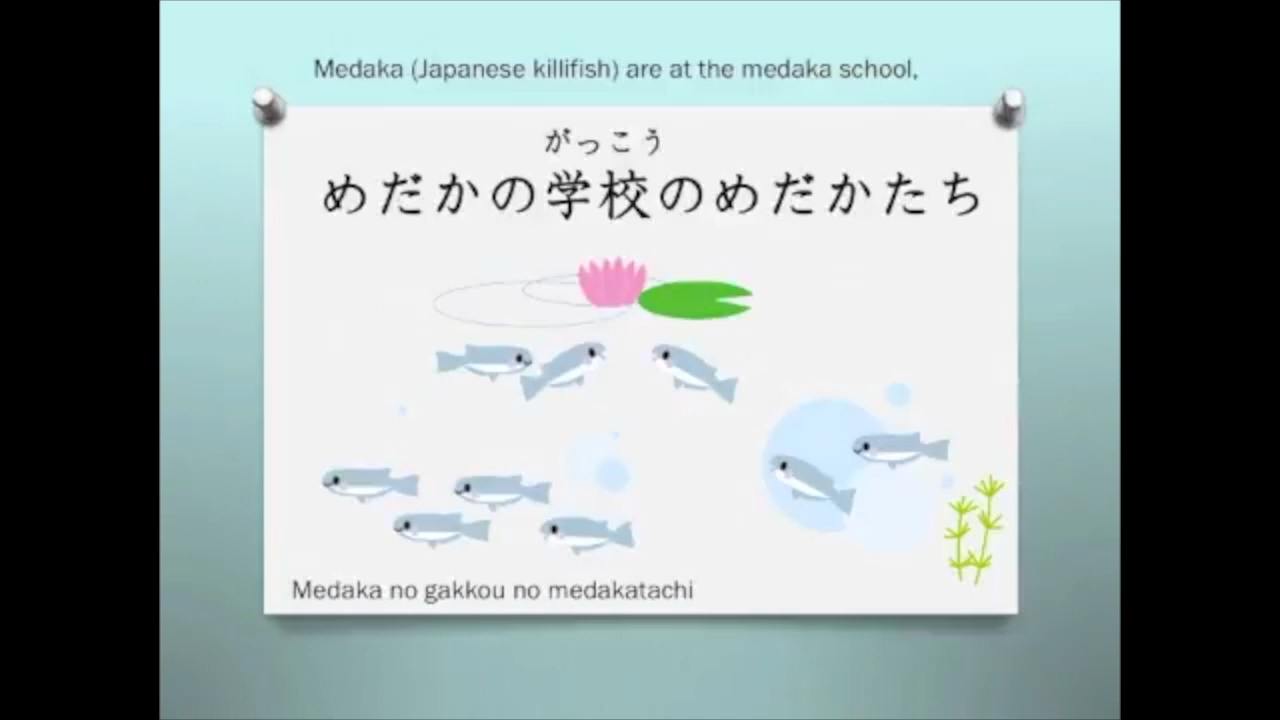 Medaka (Japanese killifish) are at the medaka school,
がっこう
めだかの学校のめだかたち
Medaka no gakkou no medakatachi